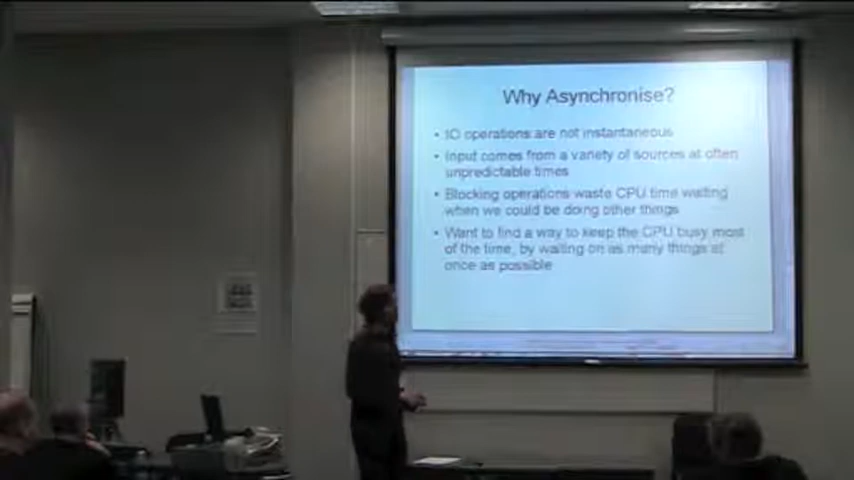 Why Asynchronise?
• IO operations are not instantaneous
• Input comes from a variety of sources at often
unpredictable times
• Blocking operations waste CPU time waiting
when we could be doing other things
• Want to find a way to keep the CPU busy most
of the time, by waiting on as many things at
once as possible